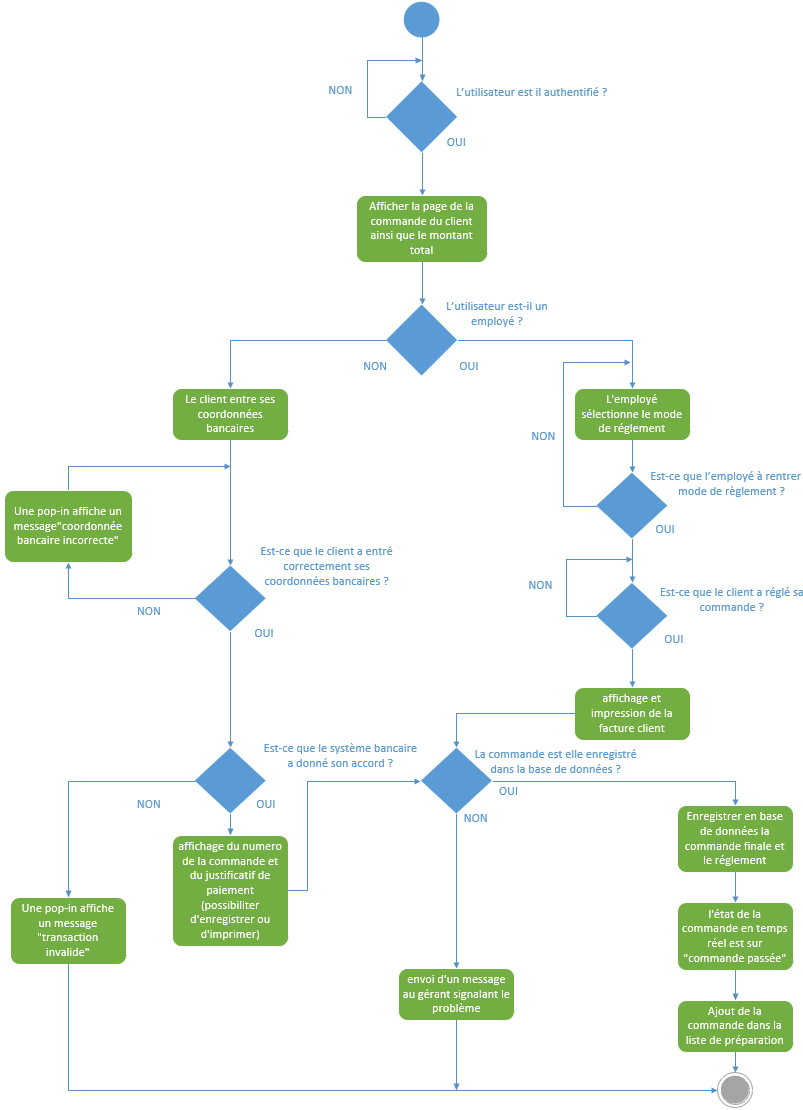 L'utilisateur est il authentifié ?
NON
OUI
Afficher la page de la
commande du client
ainsi que le montant
total
L'utilisateur est-il un
employé ?
NON
OUI
Le client entre ses
coordonnées
bancaires
L'employé
sélectionne le mode
de réglement
NON
Est-ce que l'employé à rentrer
mode de règlement ?
OUI
Une pop-in affiche un
message"coordonnée
bancaire incorrecte"
Est-ce que le client a entré
correctement ses
coordonnées bancaires ?
NON
OUI
NON
Est-ce que le client a réglé sa
commande ?
OUI
affichage et
impression de la
facture client
Est-ce que le système bancaire
a donné son accord ?
NON
OUI
La commande est elle enregistré
dans la base de données ?
OUI
NON
affichage du numero
de la commande et
du justificatif de
paiement
(possibiliter
d'enregistrer ou
d'imprimer)
Enregistrer en base
de données la
commande finale et
le réglement
Une pop-in affiche
un message
"transaction
invalide"
l'état de la
commande en temps
réel est sur
"commande passée"
envoi d'un message
au gérant signalant le
problème
Ajout de la
commande dans la
liste de préparation